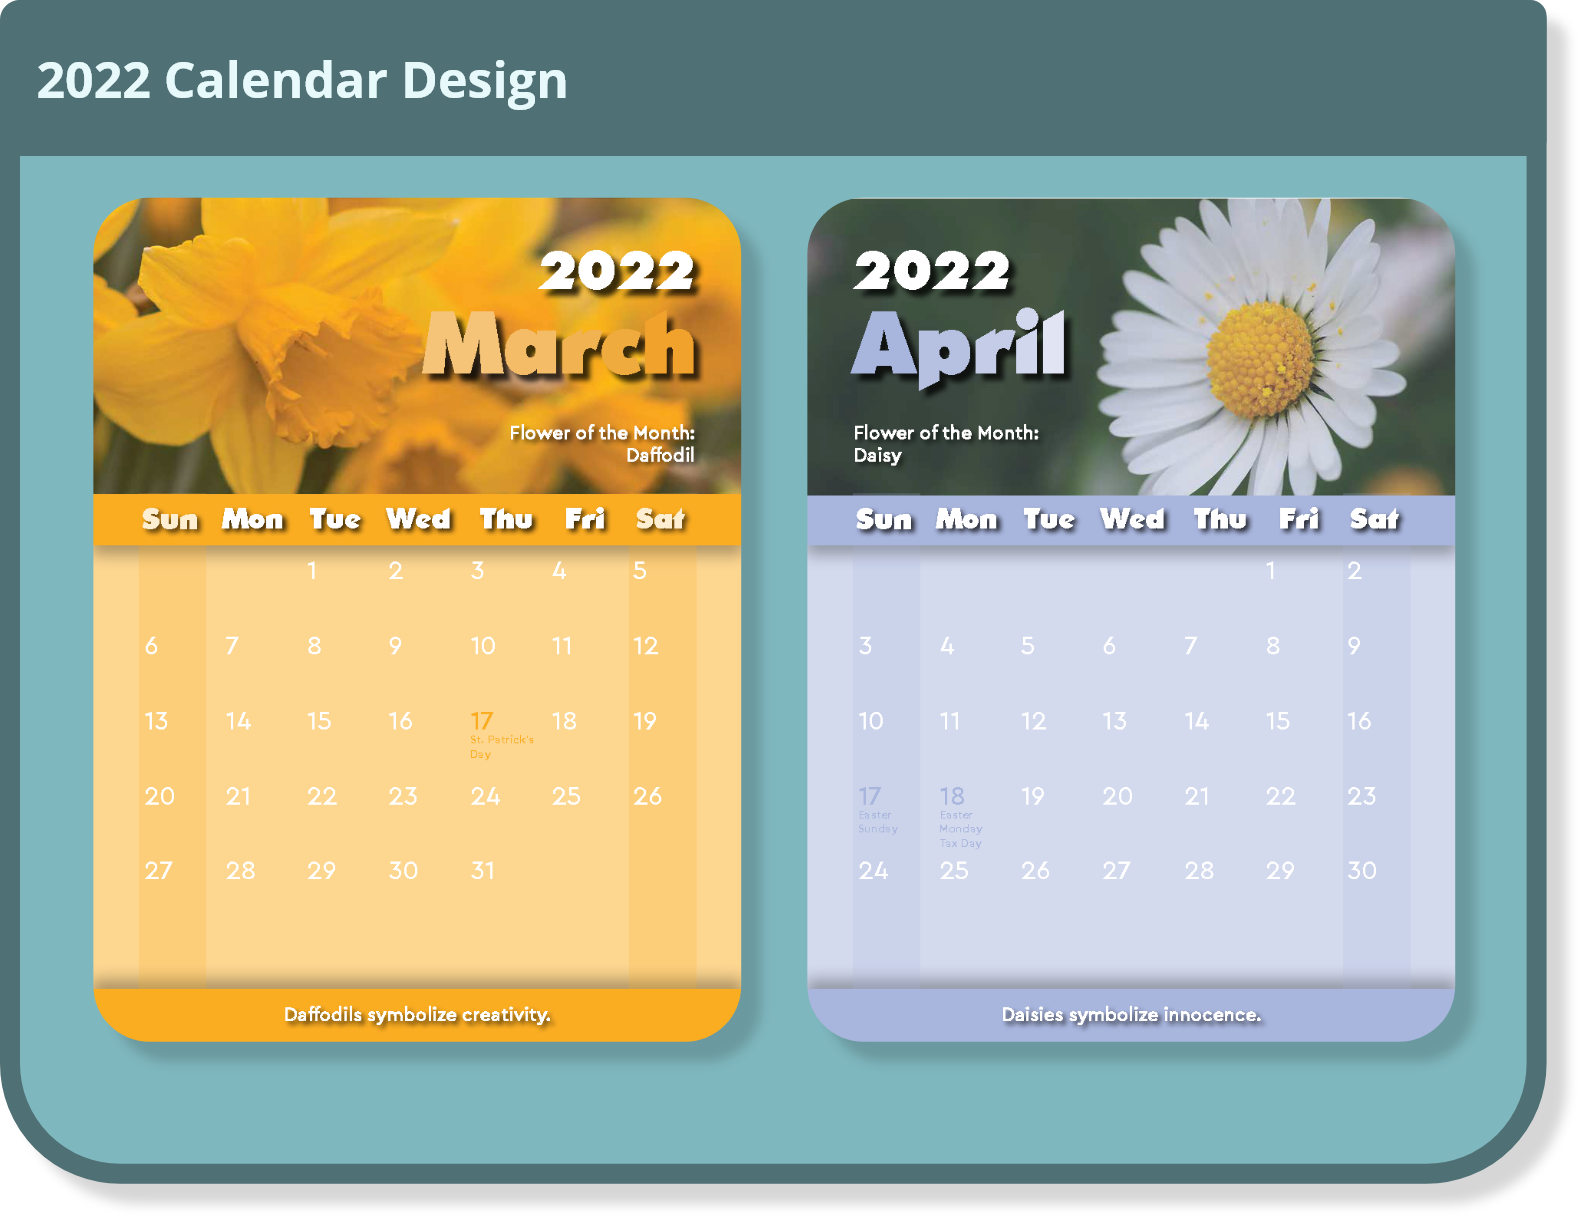 2022 Calendar Design
2022
March
Flower of the Month:
Daffodil
Sun Mon Tue Wed Thu Fri Sat
1 2 3 4 5
6 7 8 9 10 11 12
13 14 15 16 17 18 19
St. Patrick's
Day
20 21 22 23 24 25 26
27 28 29 30 31
Daffodils symbolize creativity.
2022
April
Flower of the Month:
Daisy
Sun Mon Tue Wed Thu Fri Sat
1 2
3 4 5 6 7 8 9
10 11 12 13 14 15 16
17 18 19 20 21 22 23
Easter Easter
Sunday Monday
Tax Day
24 25 26 27 28 29 30
Daisies symbolize innocence.